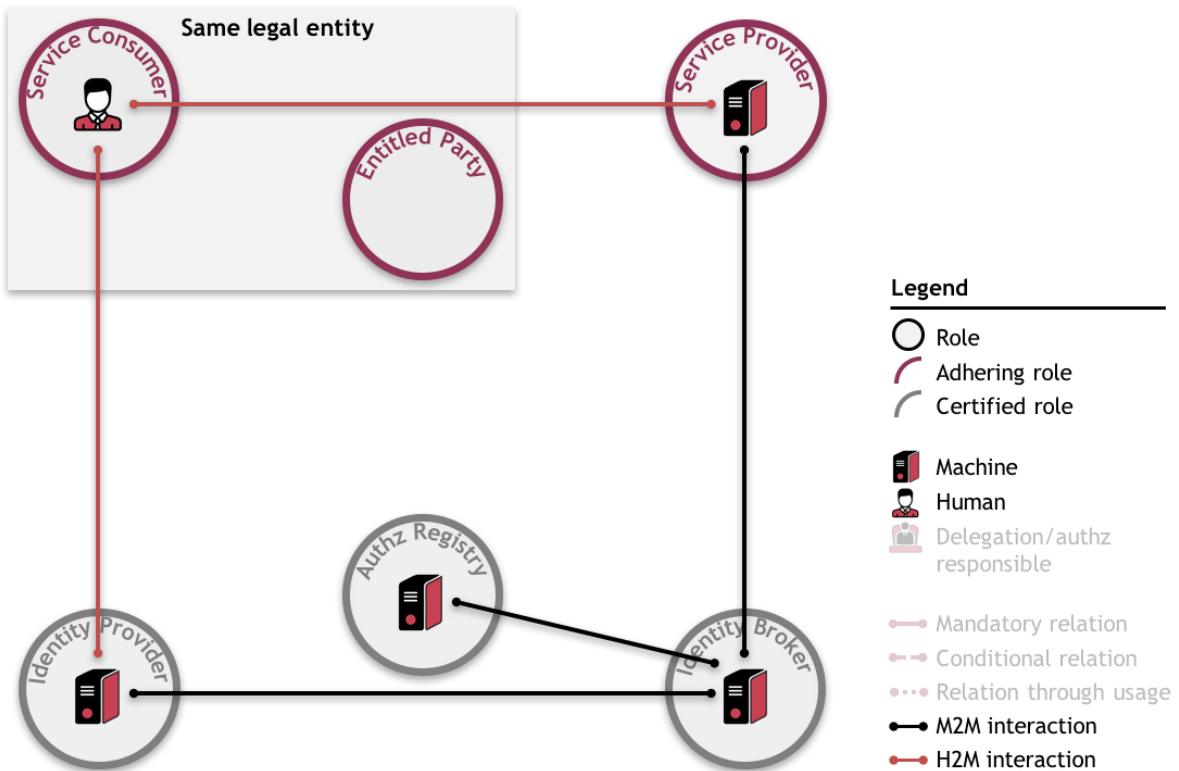 Same legal entity
Service Consumer
Service Provider
Entitled Party
Authz Registry
Identity Provider
Identity Broker
Legend
Role
Adhering role
Certified role
Machine
Human
Delegation/authz
responsible
Mandatory relation
Conditional relation
Relation through usage
M2M interaction
H2M interaction